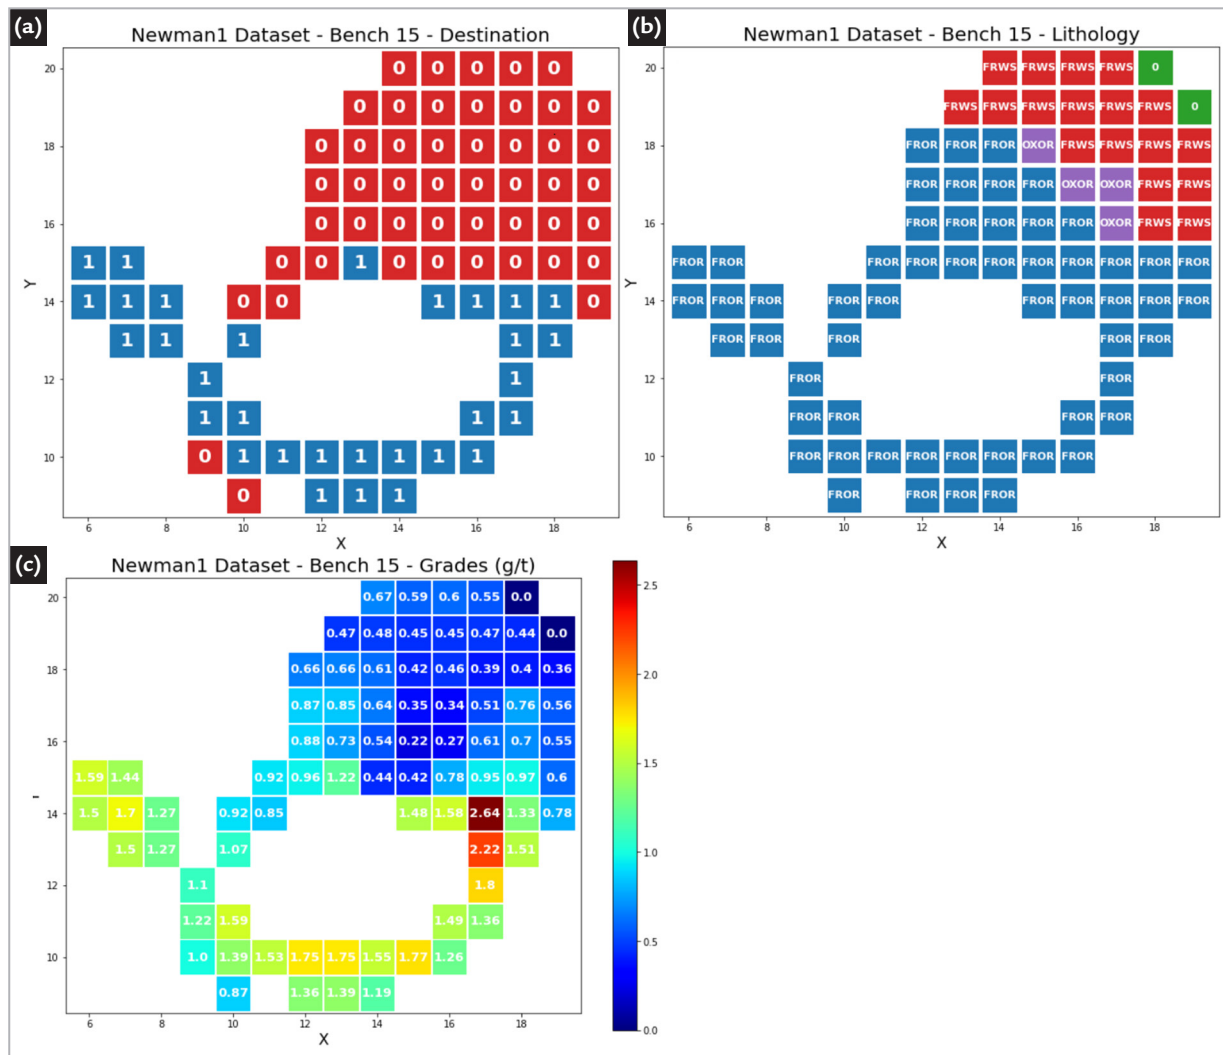 (a)
Newman1 Dataset - Bench 15 - Destination
20 0 0 0 0 0
0 0 0 0 0 0 0
18 0 0 0 0 0 0 0 0
0 0 0 0 0 0 0 0
16 0 0 0 0 0 0 0 0
1 1 0 0 1 0 0 0 0 0 0
Y
14 1 1 1 0 0 1 1 1 1 0
1 1 1 1 1
12 1 1
1 1 1 1
10 0 1 1 1 1 1 1 1
0 1 1 1
6 8 10 12 14 16 18
X
(b)
Newman1 Dataset - Bench 15 - Lithology
20 FRWS FRWS FRWS FRWS 0
FRWS FRWS FRWS FRWS FRWS FRWS 0
18 FROR FROR FROR OXOR FRWS FRWS FRWS FRWS
FROR FROR FROR FROR OXOR OXOR FRWS FRWS
16 FROR FROR FROR FROR FROR OXOR FRWS FRWS
FROR FROR FROR FROR FROR FROR FROR FROR FROR FROR FROR
Y
14 FROR FROR FROR FROR FROR FROR FROR FROR FROR FROR
FROR FROR FROR FROR FROR
12 FROR FROR
FROR FROR FROR FROR
10 FROR FROR FROR FROR FROR FROR FROR FROR
FROR FROR FROR FROR
6 8 10 12 14 16 18
X
(c)
Newman1 Dataset - Bench 15 - Grades (g/t)
20 0.67 0.59 0.6 0.55 0.0
0.47 0.48 0.45 0.45 0.47 0.44 0.0
18 0.66 0.66 0.61 0.42 0.46 0.39 0.4 0.36
0.87 0.85 0.64 0.35 0.34 0.51 0.76 0.56
16 0.88 0.73 0.54 0.22 0.27 0.61 0.7 0.55
1.59 1.44 0.92 0.96 1.22 0.44 0.42 0.78 0.95 0.97 0.6
14 1.5 1.7 1.27 0.92 0.85 1.48 1.58 2.64 1.33 0.78
1.5 1.27 1.07 2.22 1.51
12 1.1 1.8
1.22 1.59 1.49 1.36
10 1.0 1.39 1.53 1.75 1.75 1.55 1.77 1.26
0.87 1.36 1.39 1.19
6 8 10 12 14 16 18
X
2.5
2.0
1.5
1.0
0.5
0.0